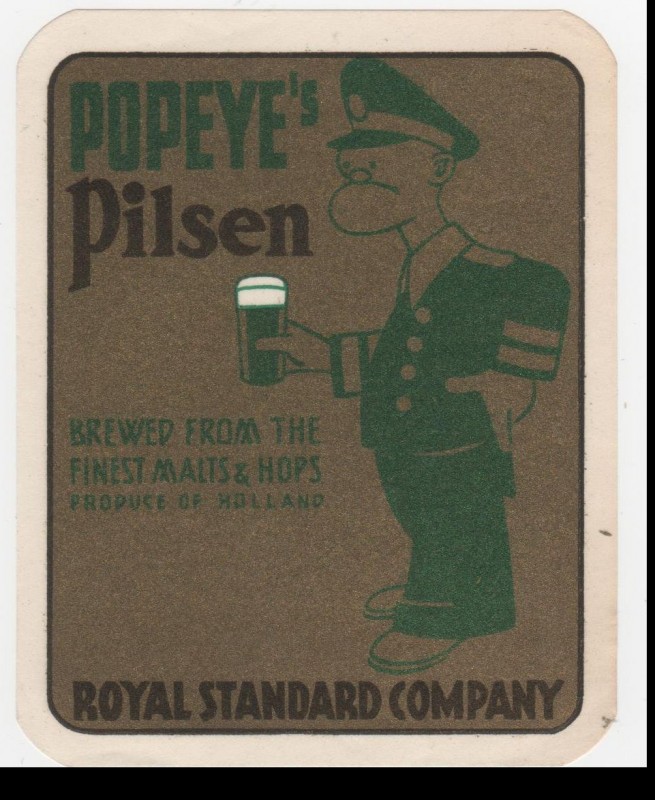 POPEYE's
Pilsen
BREWED FROM THE
FINEST MALTS & HOPS
PRODUCE OF HOLLAND
ROYAL STANDARD COMPANY